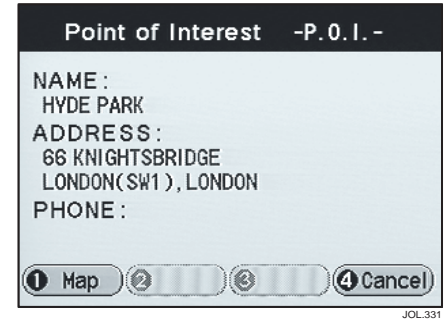 Point of Interest -P.O.I.-
NAME:
HYDE PARK
ADDRESS:
66 KNIGHTSBRIDGE
LONDON(SW1),LONDON
PHONE:
1 Map 2 3 4 Cancel
JOL.331